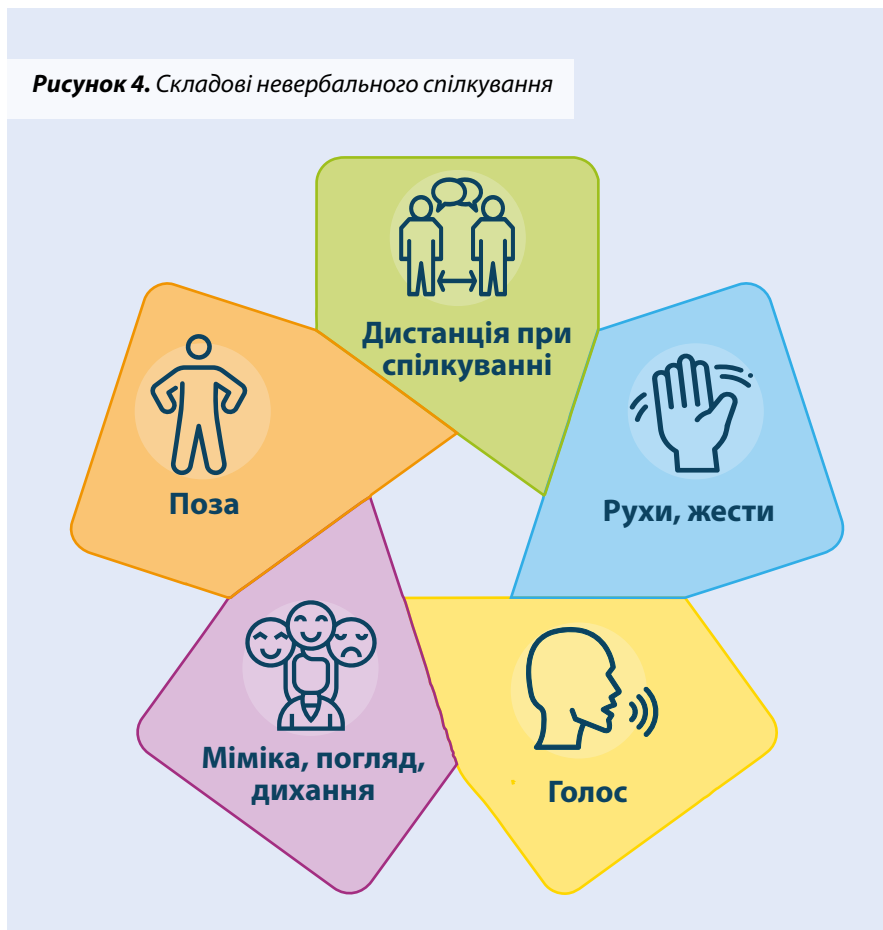 Рисунок 4. Складові невербального спілкування
Дистанція при
спілкуванні
Поза
Рухи, жести
Міміка, погляд,
дихання
Голос